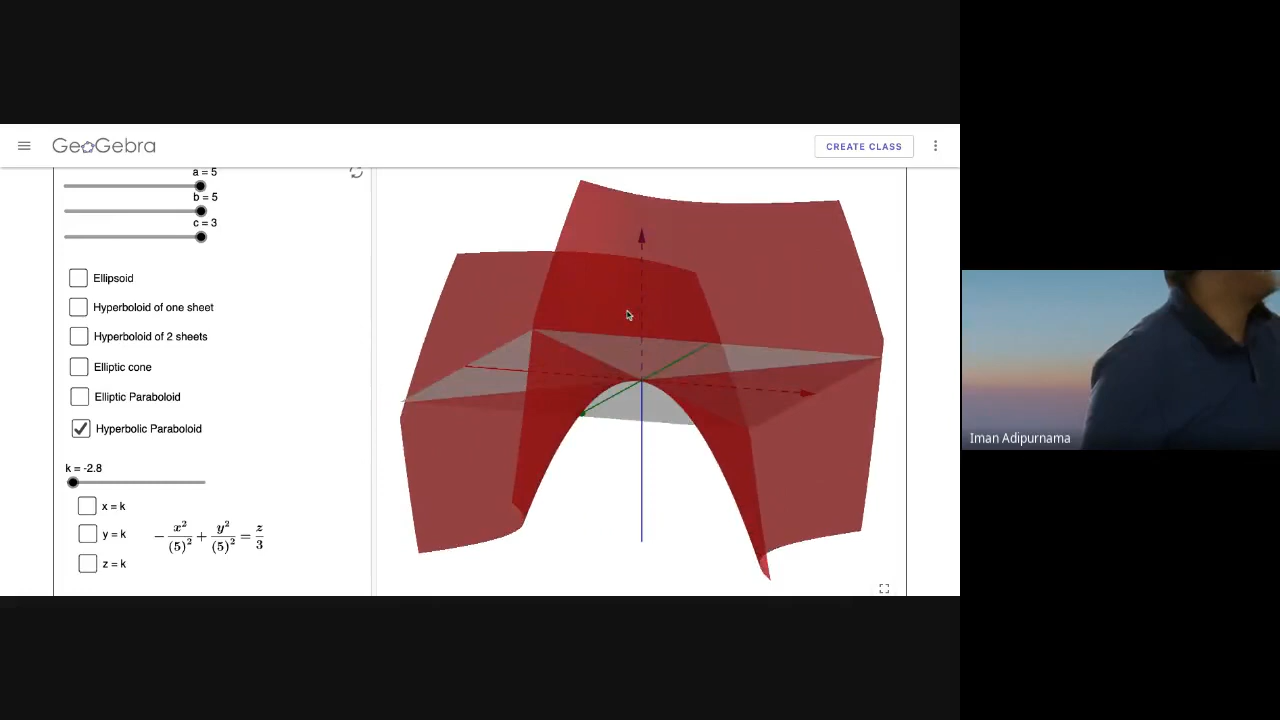 GeoGebra
CREATE CLASS
a = 5
b = 5
c = 3
Ellipsoid
Hyperboloid of one sheet
Hyperboloid of 2 sheets
Elliptic cone
Elliptic Paraboloid
Hyperbolic Paraboloid
k = -2.8
x = k
y = k
z = k
-x²/(5)² + y²/(5)² = z/3
Iman Adipurnama